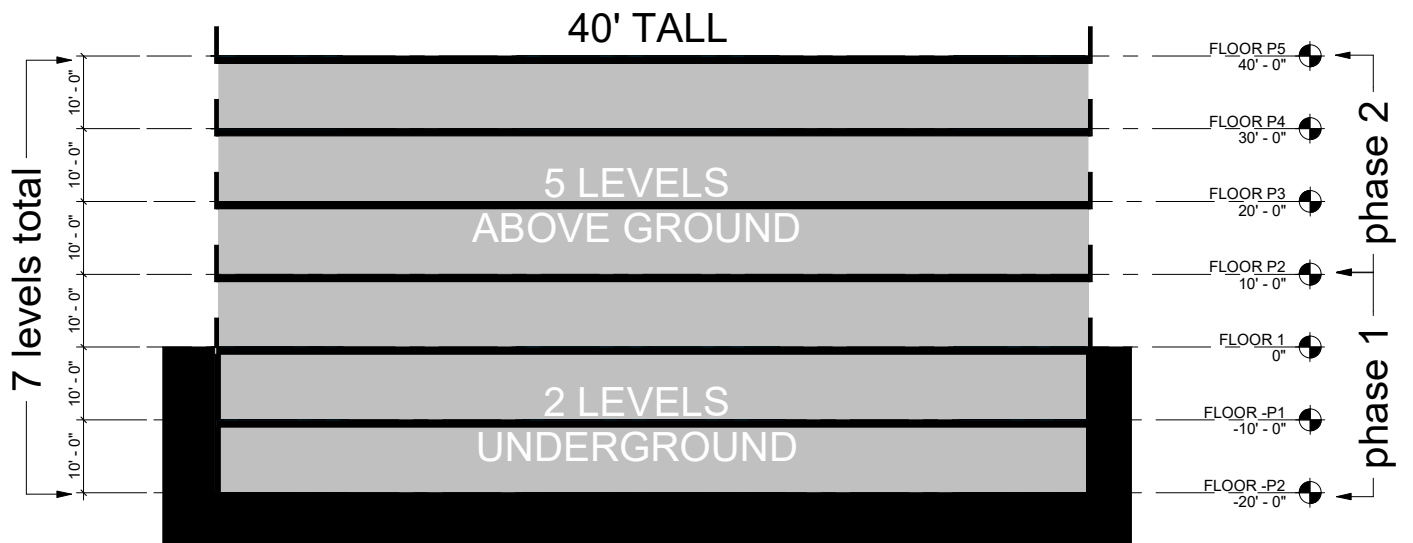 40' TALL
7 levels total
10' - 0"
10' - 0"
10' - 0"
10' - 0"
10' - 0"
10' - 0"
5 LEVELS
ABOVE GROUND
2 LEVELS
UNDERGROUND
FLOOR P5
40' - 0"
FLOOR P4
30' - 0"
FLOOR P3
20' - 0"
FLOOR P2
10' - 0"
FLOOR 1
0"
FLOOR -P1
-10' - 0"
FLOOR -P2
-20' - 0"
phase 2
phase 1